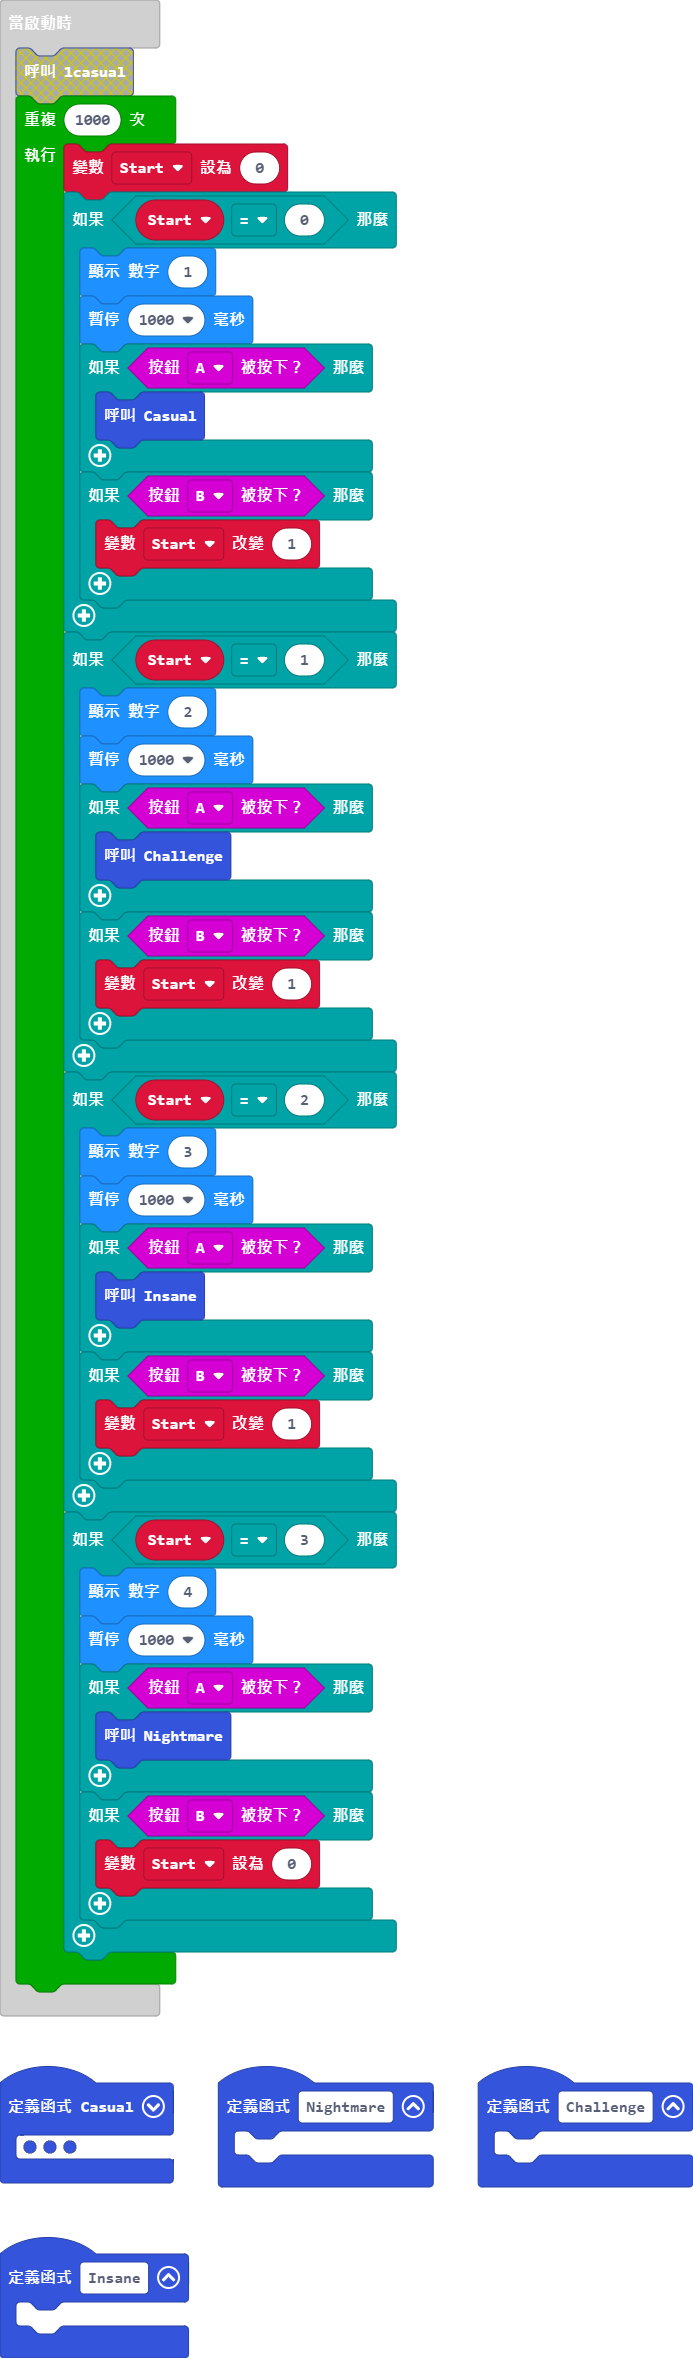 當啟動時
呼叫 lcasual
重複 1000 次
執行
變數 Start 設為 0
如果 Start = 0 那麼
顯示 數字 1
暫停 1000 毫秒
如果 按鈕 A 被按下？ 那麼
呼叫 Casual
如果 按鈕 B 被按下？ 那麼
變數 Start 改變 1
如果 Start = 1 那麼
顯示 數字 2
暫停 1000 毫秒
如果 按鈕 A 被按下？ 那麼
呼叫 Challenge
如果 按鈕 B 被按下？ 那麼
變數 Start 改變 1
如果 Start = 2 那麼
顯示 數字 3
暫停 1000 毫秒
如果 按鈕 A 被按下？ 那麼
呼叫 Insane
如果 按鈕 B 被按下？ 那麼
變數 Start 改變 1
如果 Start = 3 那麼
顯示 數字 4
暫停 1000 毫秒
如果 按鈕 A 被按下？ 那麼
呼叫 Nightmare
如果 按鈕 B 被按下？ 那麼
變數 Start 設為 0
定義函式 Casual
定義函式 Nightmare
定義函式 Challenge
定義函式 Insane